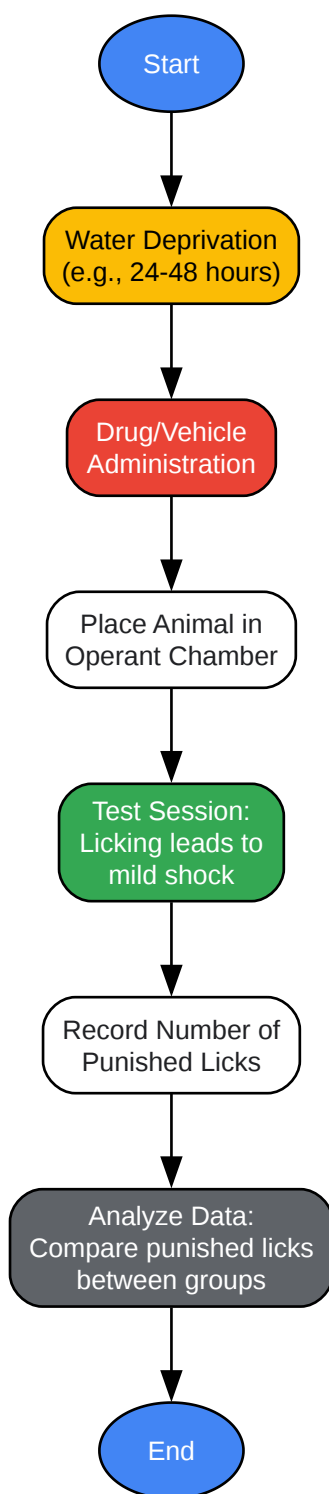 Start
Water Deprivation
(e.g., 24-48 hours)
Drug/Vehicle
Administration
Place Animal in
Operant Chamber
Test Session:
Licking leads to
mild shock
Record Number of
Punished Licks
Analyze Data:
Compare punished licks
between groups
End